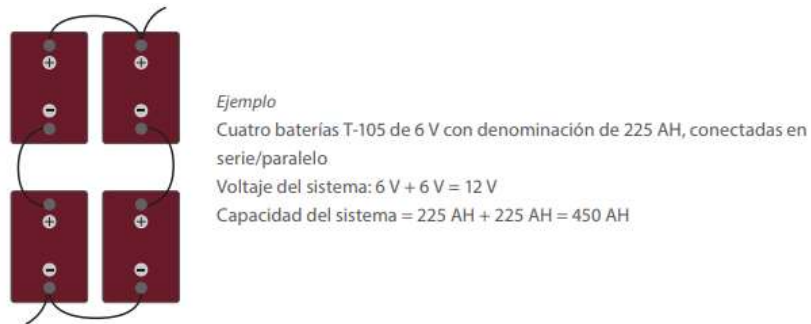 Ejemplo
Cuatro baterías T-105 de 6 V con denominación de 225 AH, conectadas en
serie/paralelo
Voltaje del sistema: 6 V + 6 V = 12 V
Capacidad del sistema = 225 AH + 225 AH = 450 AH
+ +
- -
+ +
- -